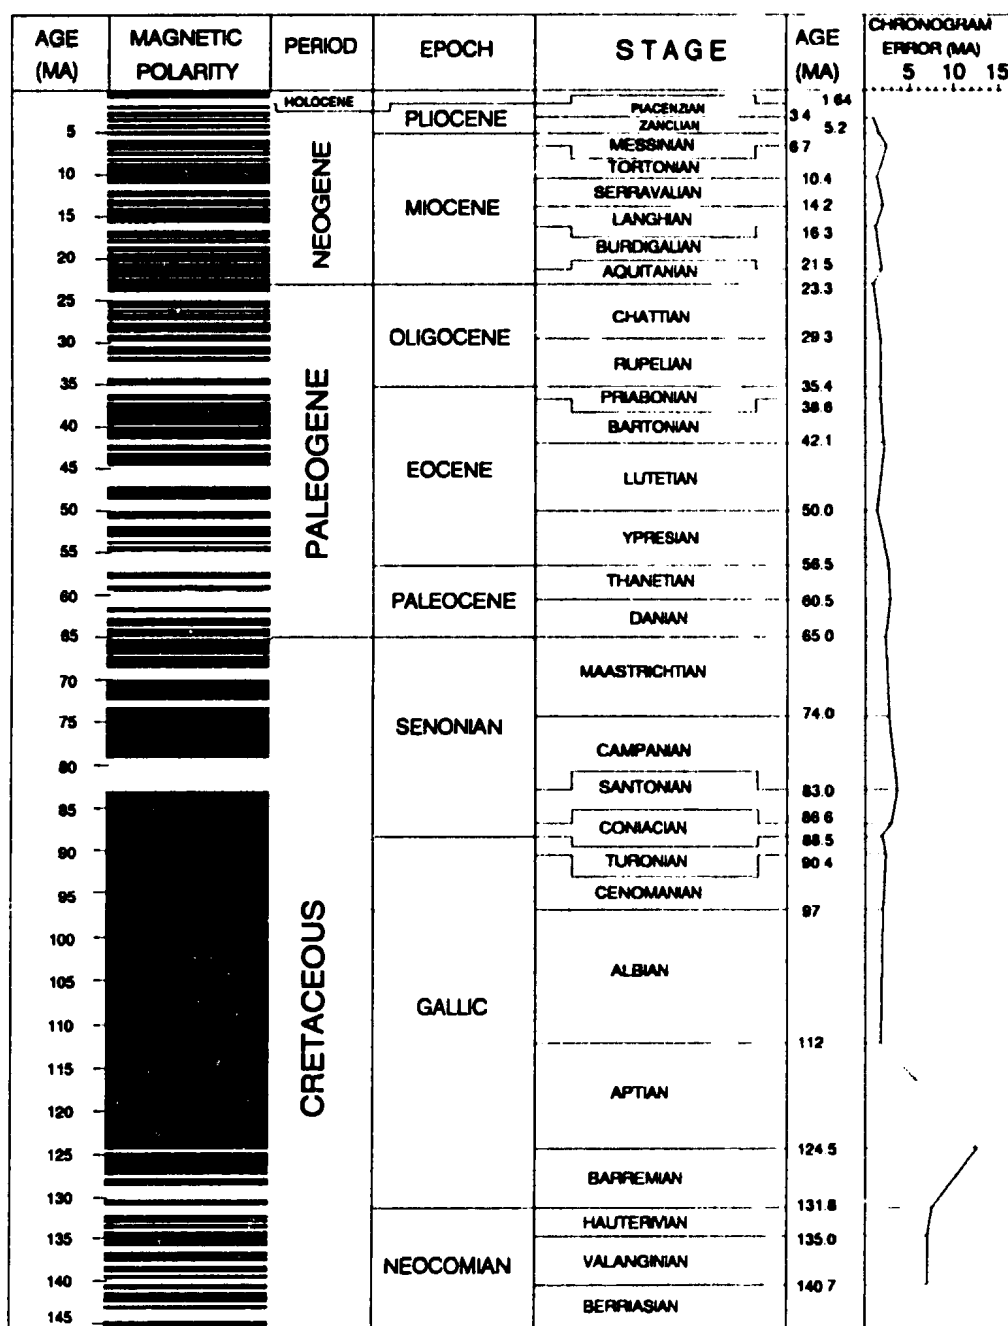 AGE (MA)
MAGNETIC POLARITY
PERIOD
EPOCH
STAGE
AGE (MA)
CHRONOGRAM ERROR (MA)
5 10 15
HOLOCENE
PLIOCENE
PIACENZIAN
1 64
3 4
ZANCLIAN
5.2
5
MESSINIAN
6 7
TORTONIAN
10
10.4
NEOGENE
MIOCENE
SERRAVALIAN
14 2
15
LANGHIAN
16 3
BURDIGALIAN
20
21 5
AQUITANIAN
23.3
25
CHATTIAN
OLIGOCENE
29 3
30
RUPELIAN
35
35.4
PRIABONIAN
38 6
40
BARTONIAN
42.1
PALEOGENE
45
EOCENE
LUTETIAN
50
50.0
YPRESIAN
55
56.5
THANETIAN
60
PALEOCENE
60.5
DANIAN
65
65 0
MAASTRICHTIAN
70
74.0
75
SENONIAN
CAMPANIAN
80
SANTONIAN
83.0
85
86 6
CONIACIAN
88.5
90
TURONIAN
90 4
CENOMANIAN
95
97
100
CRETACEOUS
ALBIAN
105
GALLIC
110
112
115
APTIAN
120
124 5
125
BARREMIAN
130
131.8
HAUTERIVIAN
135
135.0
NEOCOMIAN
VALANGINIAN
140
140 7
BERRIASIAN
145